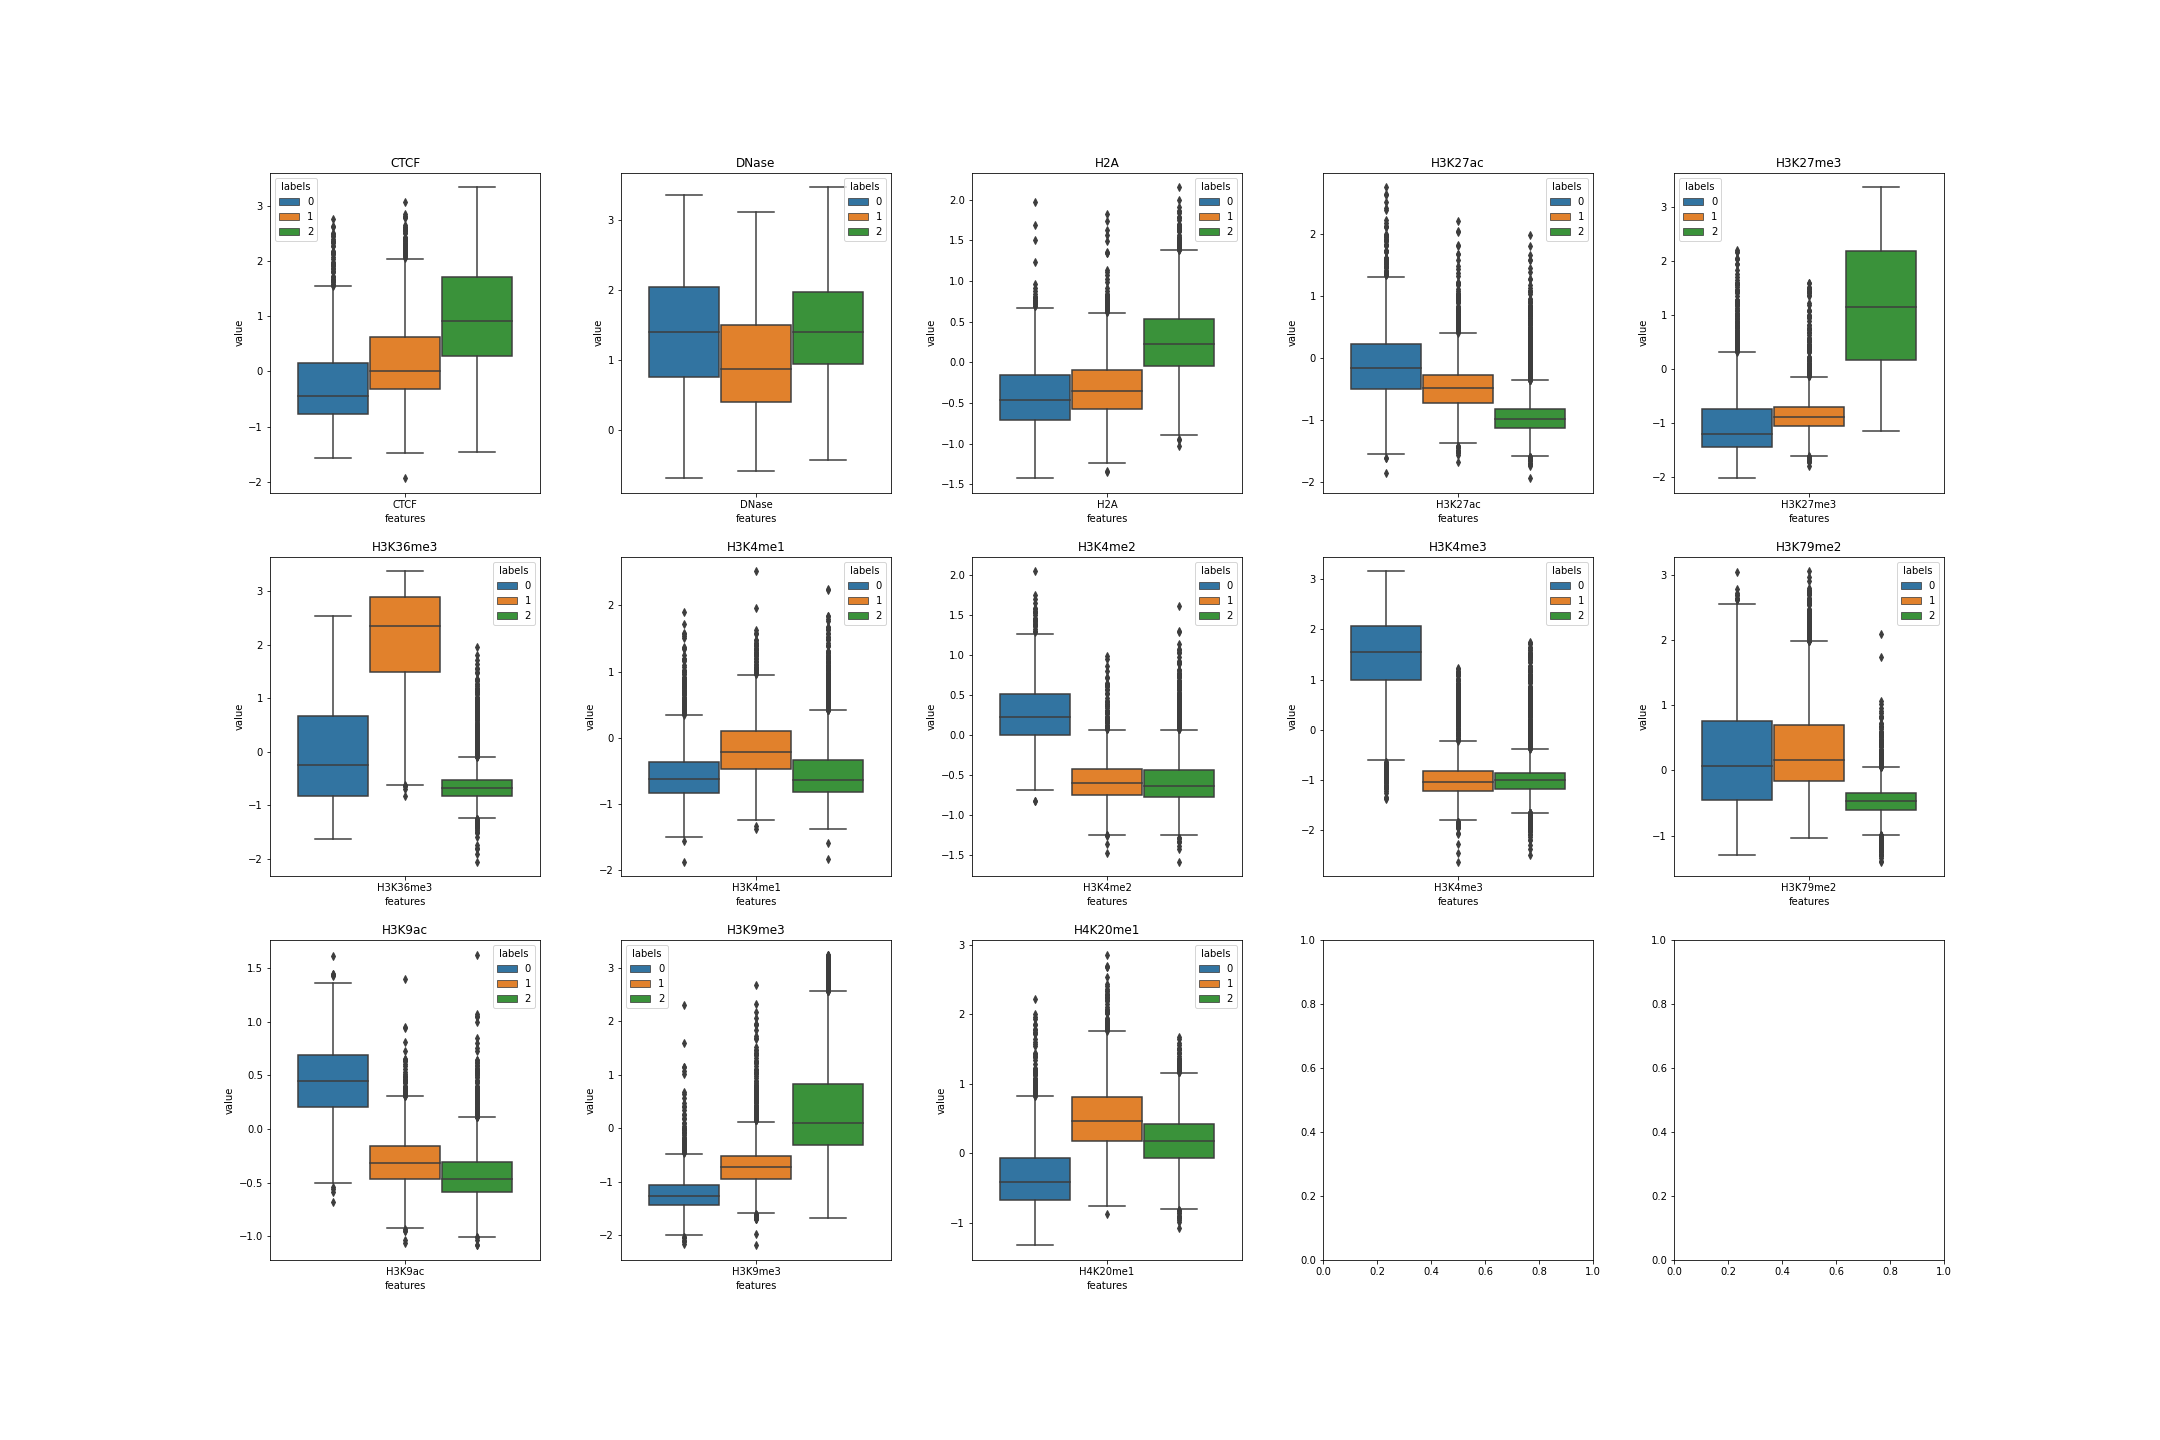 CTCF
labels
0
1
2
3
2
1
0
−1
−2
value
CTCF
features
DNase
labels
0
1
2
3
2
1
0
value
DNase
features
H2A
labels
0
1
2
2.0
1.5
1.0
0.5
0.0
−0.5
−1.0
−1.5
value
H2A
features
H3K27ac
labels
0
1
2
2
1
0
−1
−2
value
H3K27ac
features
H3K27me3
labels
0
1
2
3
2
1
0
−1
−2
value
H3K27me3
features
H3K36me3
labels
0
1
2
3
2
1
0
−1
−2
value
H3K36me3
features
H3K4me1
labels
0
1
2
2
1
0
−1
−2
value
H3K4me1
features
H3K4me2
labels
0
1
2
2.0
1.5
1.0
0.5
0.0
−0.5
−1.0
−1.5
value
H3K4me2
features
H3K4me3
labels
0
1
2
3
2
1
0
−1
−2
value
H3K4me3
features
H3K79me2
labels
0
1
2
3
2
1
0
−1
value
H3K79me2
features
H3K9ac
labels
0
1
2
1.5
1.0
0.5
0.0
−0.5
−1.0
value
H3K9ac
features
H3K9me3
labels
0
1
2
3
2
1
0
−1
−2
value
H3K9me3
features
H4K20me1
labels
0
1
2
3
2
1
0
−1
value
H4K20me1
features
1.0
0.8
0.6
0.4
0.2
0.0
0.0 0.2 0.4 0.6 0.8 1.0
1.0
0.8
0.6
0.4
0.2
0.0
0.0 0.2 0.4 0.6 0.8 1.0